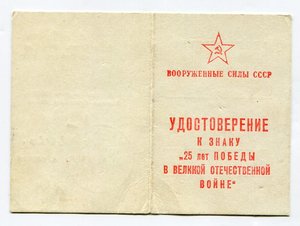 ВООРУЖЕННЫЕ СИЛЫ СССР
УДОСТОВЕРЕНИЕ
К ЗНАКУ
„25 лет ПОБЕДЫ
В ВЕЛИКОЙ ОТЕЧЕСТВЕННОЙ
ВОЙНЕ"